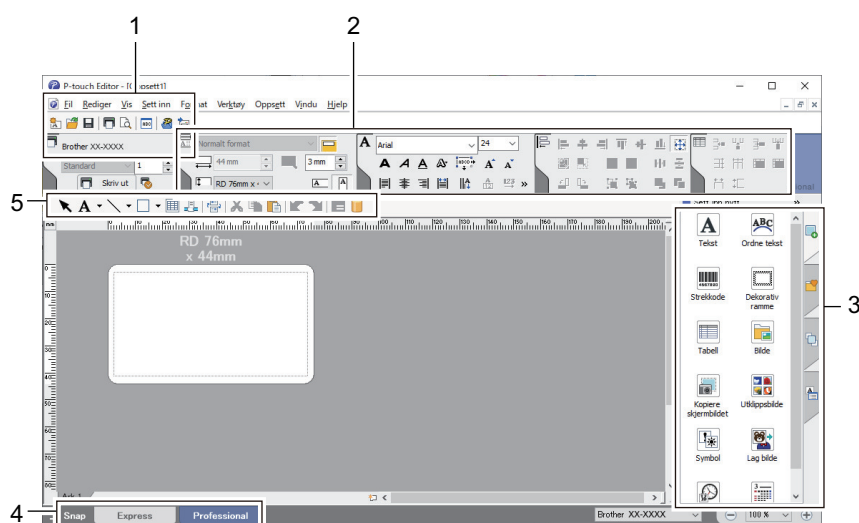 1
2
P-touch Editor - [Oppsett1]
Fil Rediger Vis Sett inn Format Verktøy Oppsett Vindu Hjelp
Brother XX-XXXX
Normalt format
A Arial 24
Standard 1
44 mm 3 mm
Skriv ut
RD 76mm x
5
Sett inn nytt
RD 76mm
x 44mm
Tekst
Ordne tekst
Strekkode
Dekorativ
ramme
3
Tabell
Bilde
Kopiere
skjermbildet
Utklippsbilde
Symbol
Lag bilde
Ark 1
4
Snap Express Professional
Brother XX-XXXX
100 %